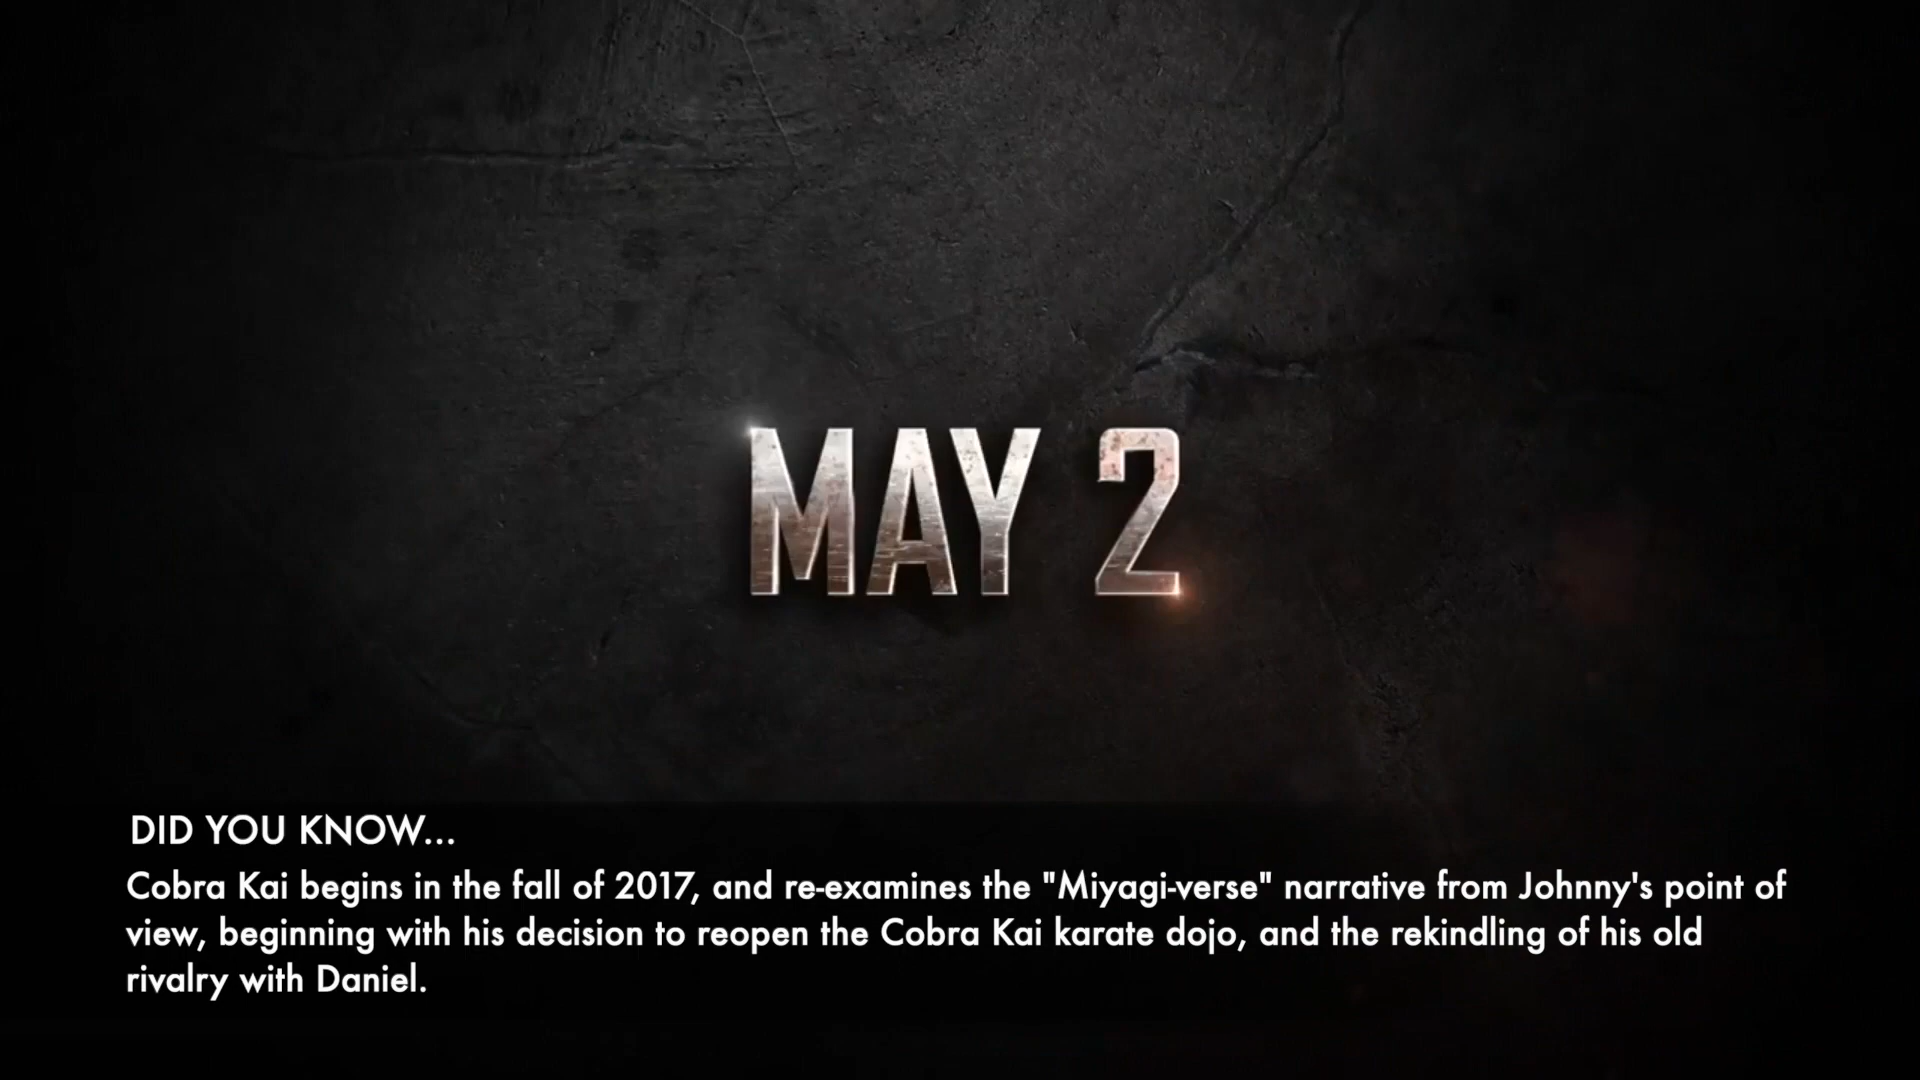 MAY 2
DID YOU KNOW...
Cobra Kai begins in the fall of 2017, and re-examines the "Miyagi-verse" narrative from Johnny's point of
view, beginning with his decision to reopen the Cobra Kai karate dojo, and the rekindling of his old
rivalry with Daniel.